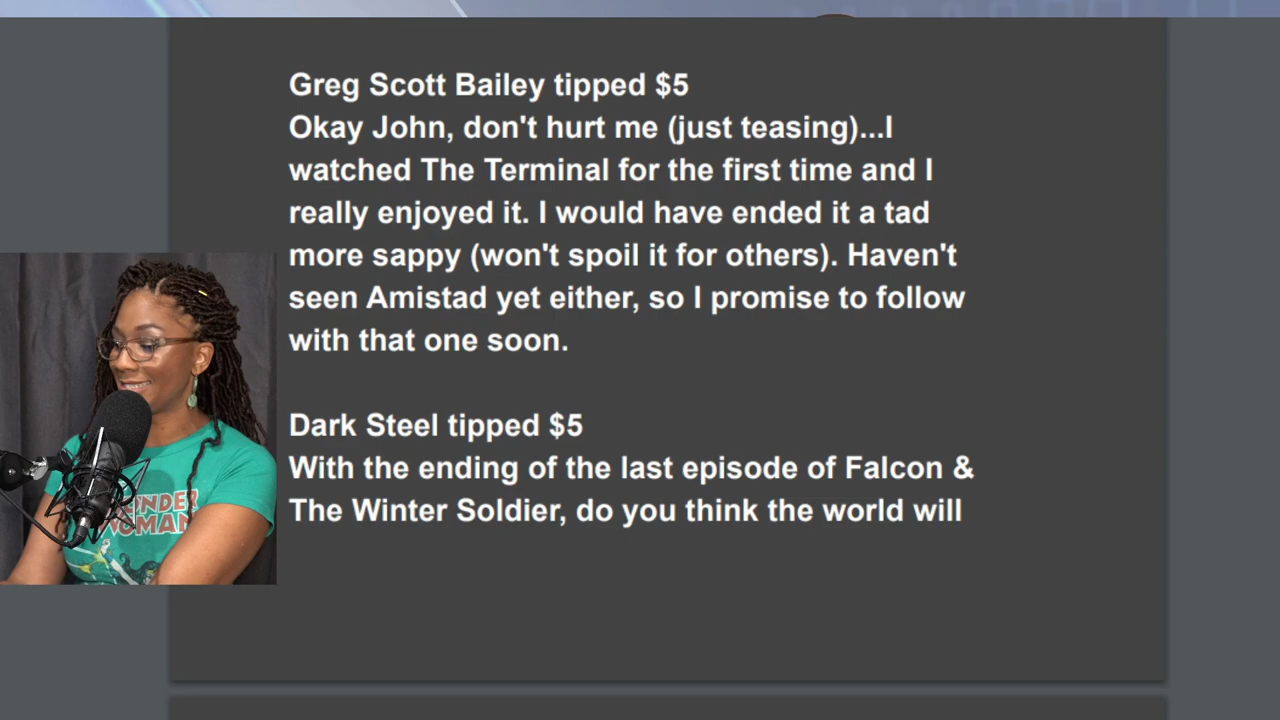 Greg Scott Bailey tipped $5
Okay John, don't hurt me (just teasing)...I
watched The Terminal for the first time and I
really enjoyed it. I would have ended it a tad
more sappy (won't spoil it for others). Haven't
seen Amistad yet either, so I promise to follow
with that one soon.
Dark Steel tipped $5
With the ending of the last episode of Falcon &
The Winter Soldier, do you think the world will
WONDER
WOMAN